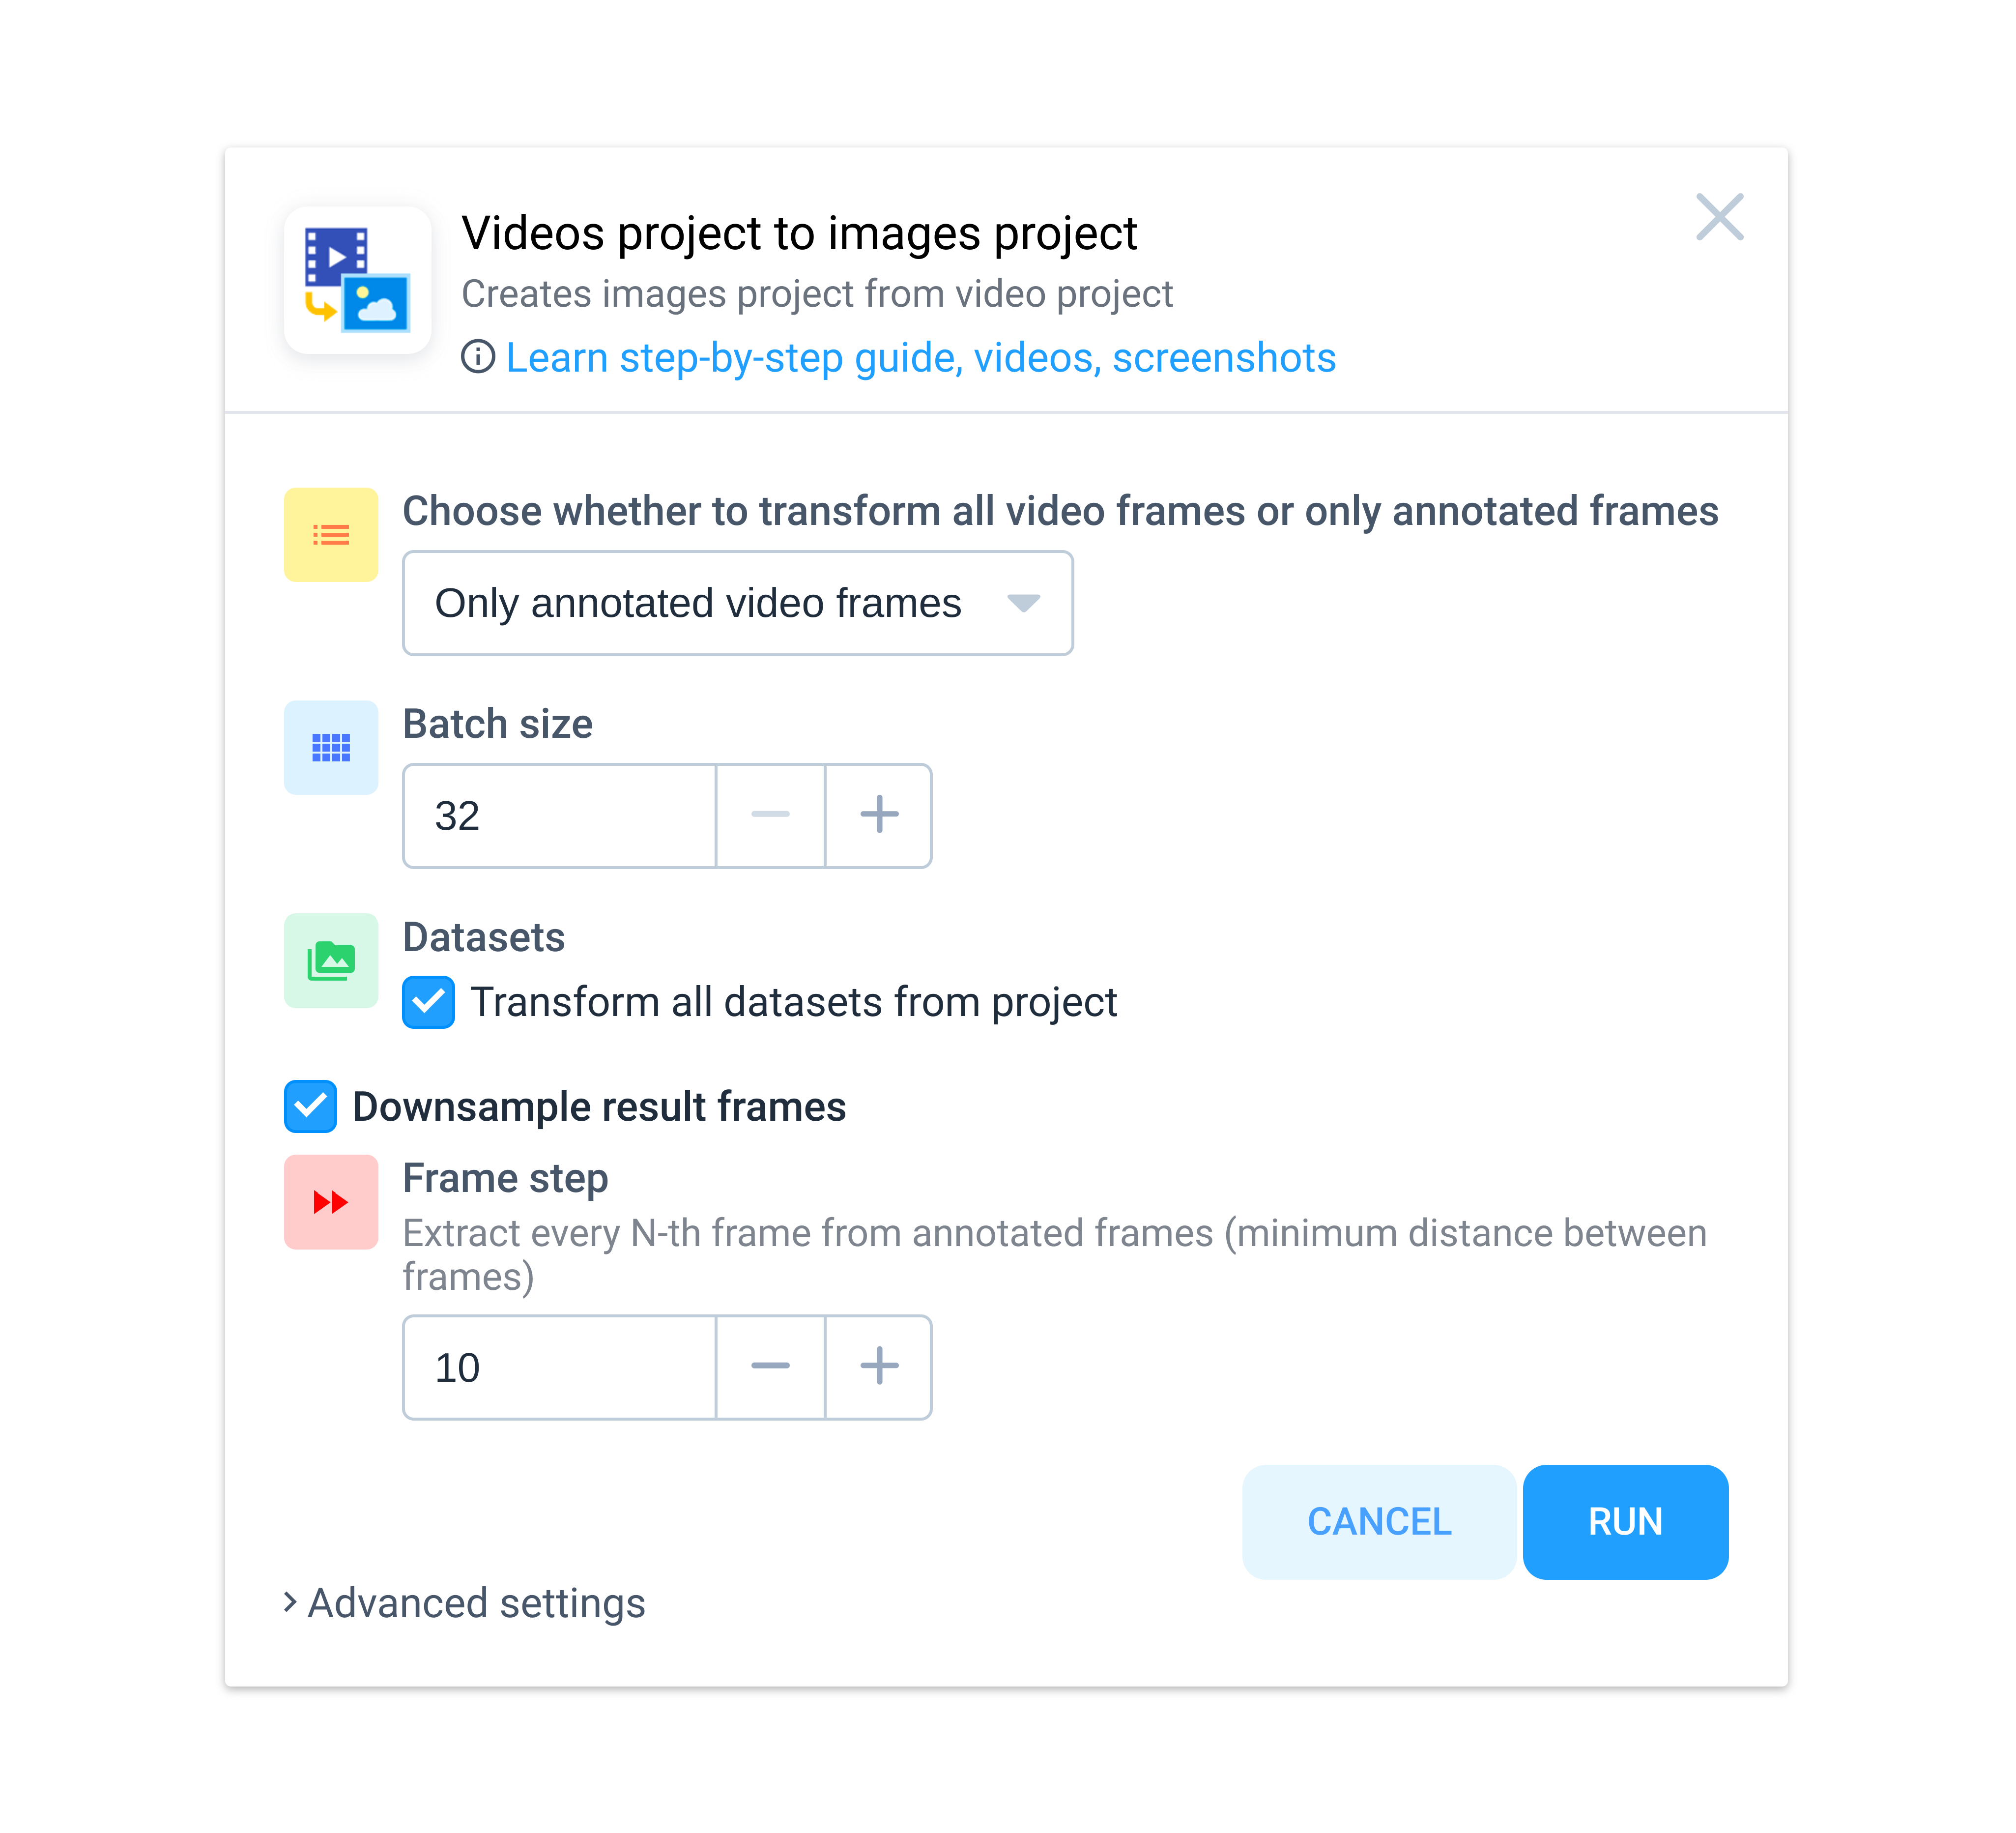 Videos project to images project
Creates images project from video project
Learn step-by-step guide, videos, screenshots
Choose whether to transform all video frames or only annotated frames
Only annotated video frames
Batch size
32
Datasets
Transform all datasets from project
Downsample result frames
Frame step
Extract every N-th frame from annotated frames (minimum distance between
frames)
10
CANCEL RUN
Advanced settings